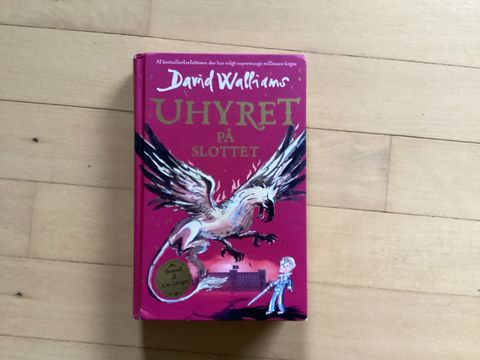 Af bestsellerforfatteren der har solgt supermange millioner bøger
David Walliams
UHYRET
PÅ
SLOTTET